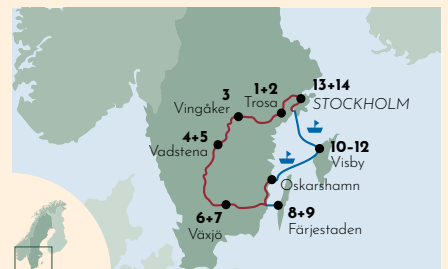 13+14
STOCKHOLM
1+2
Trosa
3
Vingåker
4+5
Vadstena
10–12
Visby
Oskarshamn
6+7
Växjö
8+9
Färjestaden